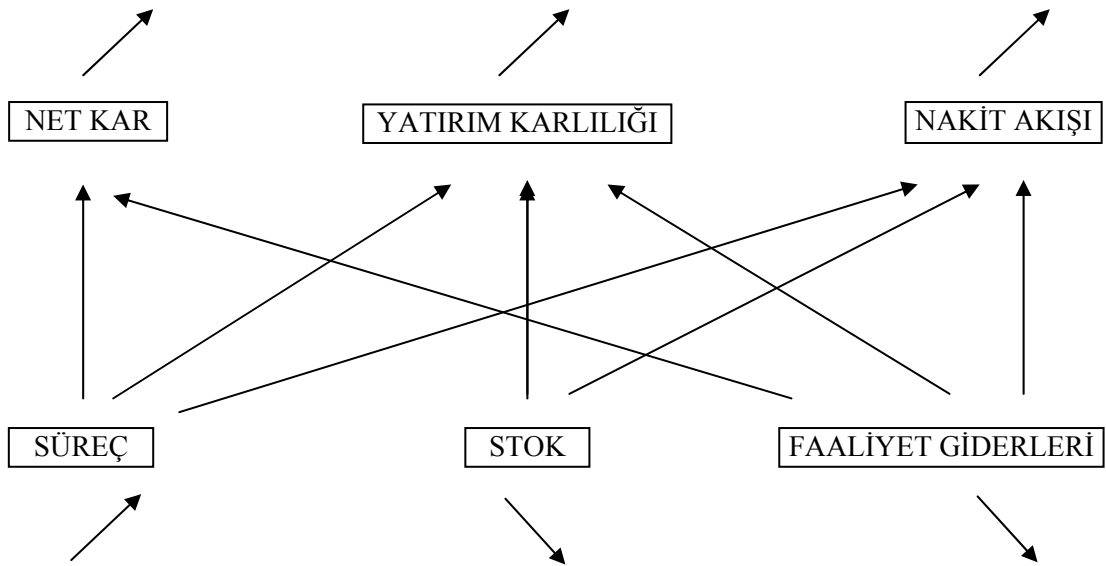 NET KAR
YATIRIM KARLILIĞI
NAKİT AKIŞI
SÜREÇ
STOK
FAALİYET GİDERLERİ